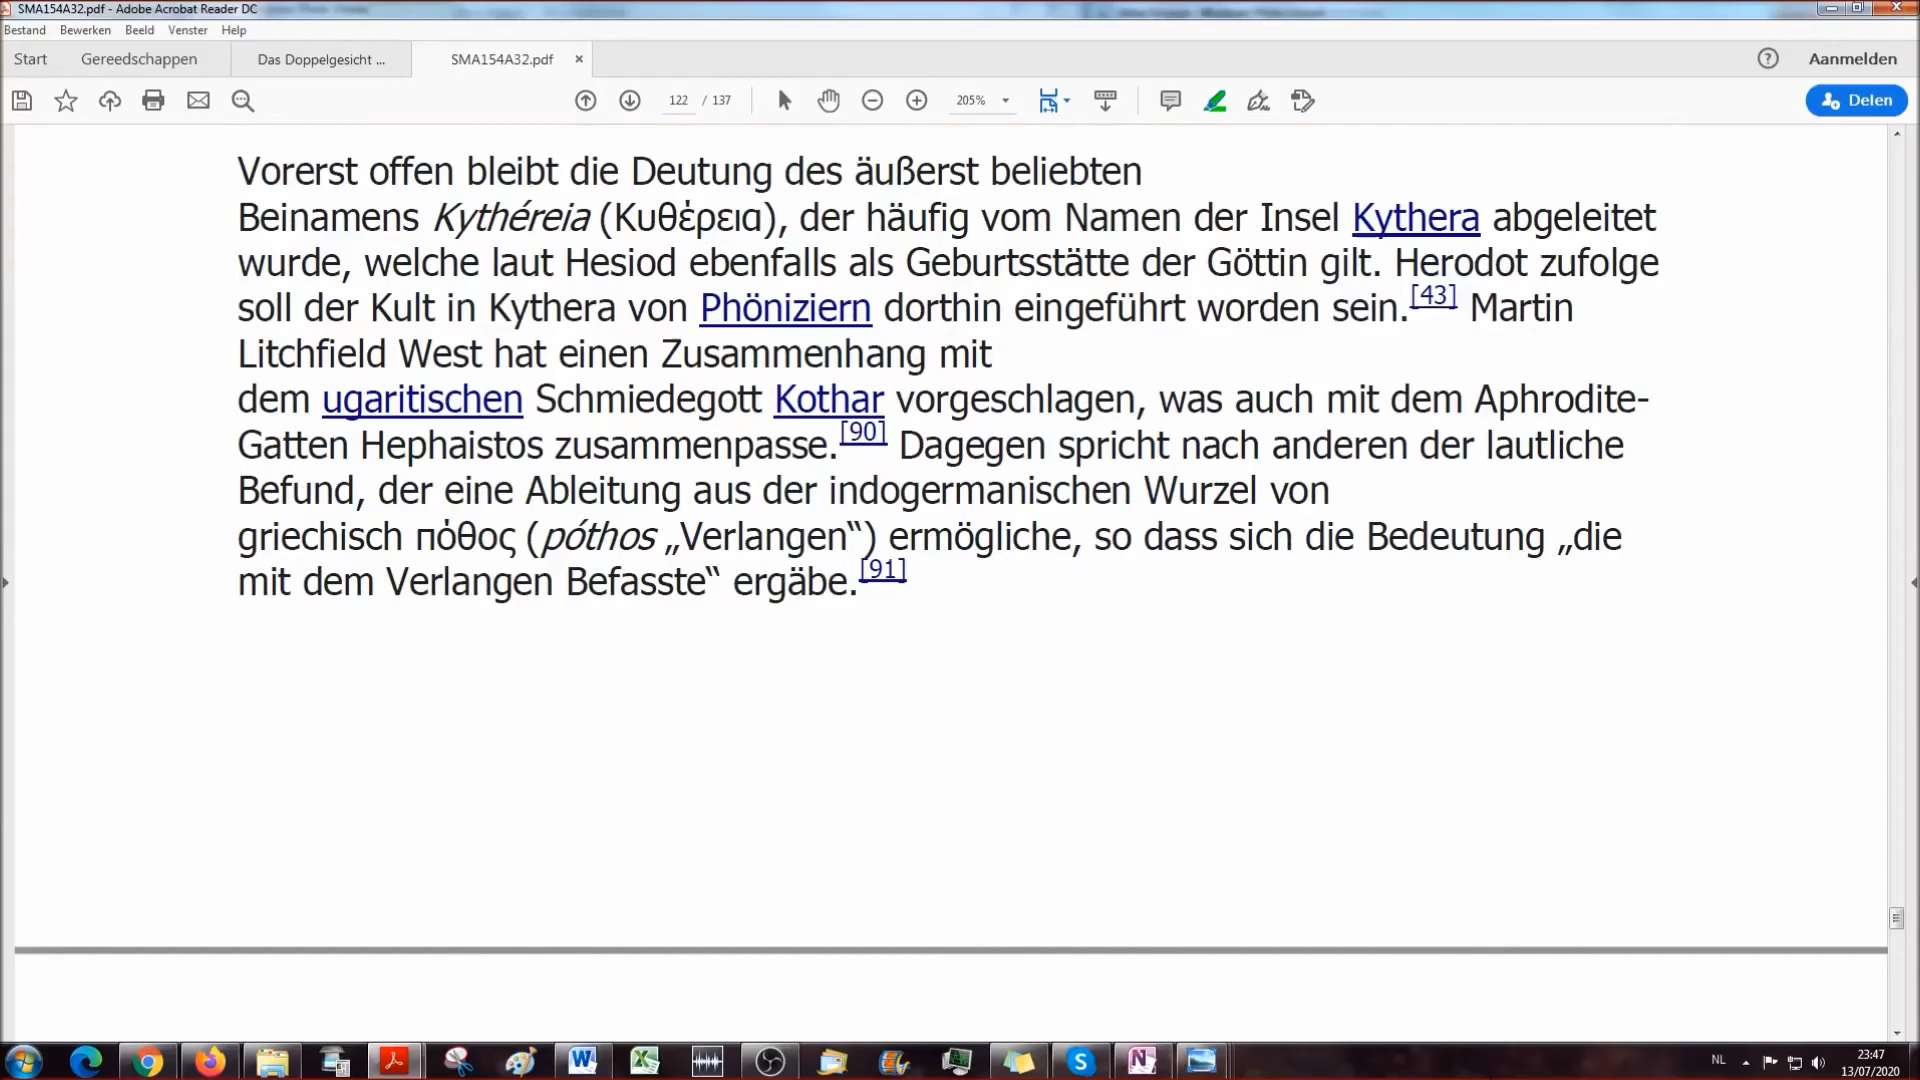 SMA154A32.pdf - Adobe Acrobat Reader DC
Bestand Bewerken Beeld Venster Help
Start Gereedschappen Das Doppelgesicht ... SMA154A32.pdf × Aanmelden
122 / 137 205% Delen
Vorerst offen bleibt die Deutung des äußerst beliebten
Beinamens Kythéreia (Κυθέρεια), der häufig vom Namen der Insel Kythera abgeleitet
wurde, welche laut Hesiod ebenfalls als Geburtsstätte der Göttin gilt. Herodot zufolge
soll der Kult in Kythera von Phöniziern dorthin eingeführt worden sein.[43] Martin
Litchfield West hat einen Zusammenhang mit
dem ugaritischen Schmiedegott Kothar vorgeschlagen, was auch mit dem Aphrodite-
Gatten Hephaistos zusammenpasse.[90] Dagegen spricht nach anderen der lautliche
Befund, der eine Ableitung aus der indogermanischen Wurzel von
griechisch πόθος (póthos „Verlangen“) ermögliche, so dass sich die Bedeutung „die
mit dem Verlangen Befasste“ ergäbe.[91]
NL 23:47
13/07/2020